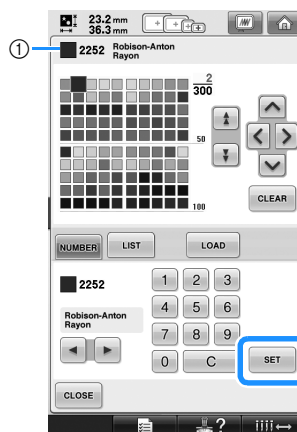 23.2 mm
36.3 mm
1
2252 Robison-Anton
Rayon
2
300
50
100
CLEAR
NUMBER LIST LOAD
2252
Robison-Anton
Rayon
1 2 3
4 5 6
7 8 9
0 C
SET
CLOSE
?